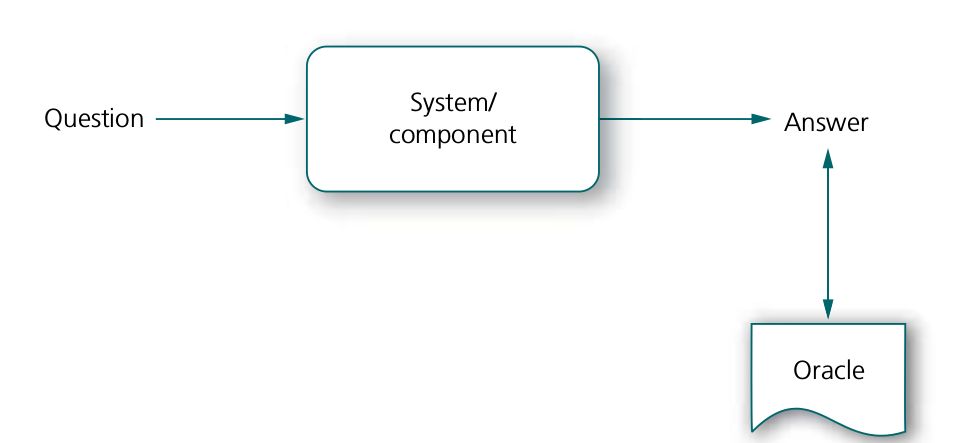 Question
System/
component
Answer
Oracle